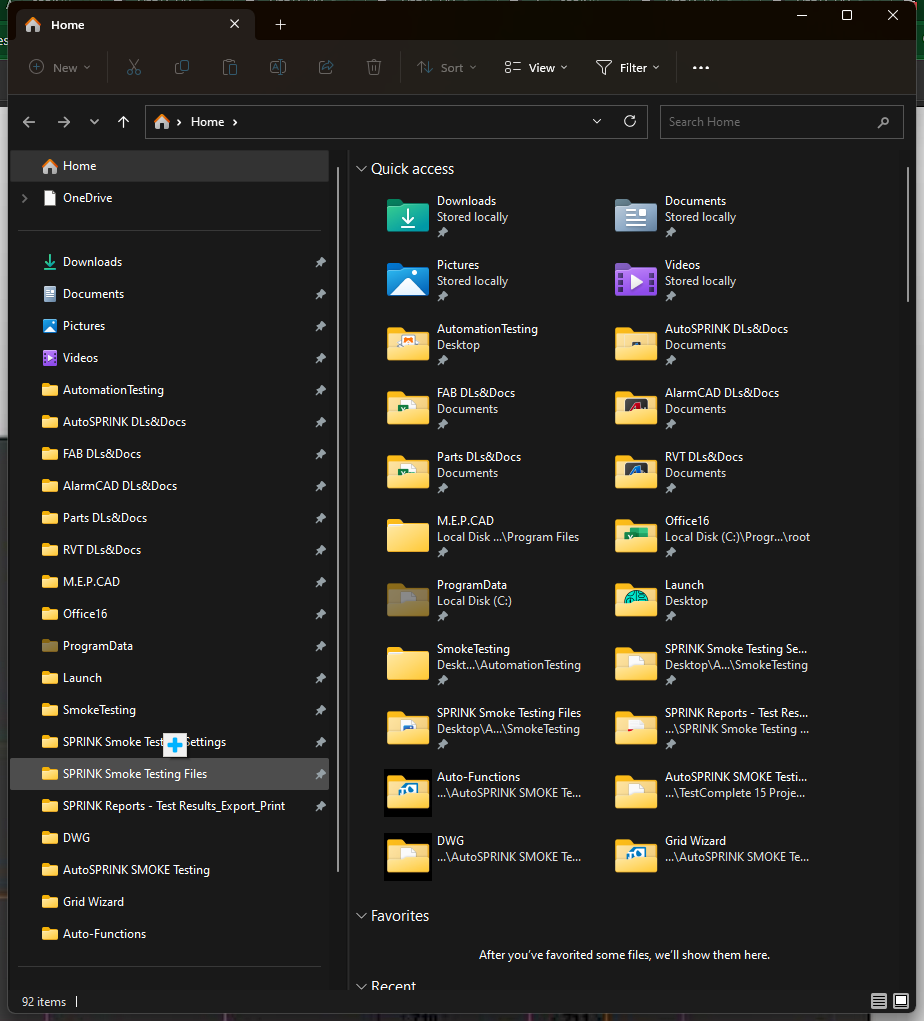 Home
New
Sort
View
Filter
Home
Search Home
Home
OneDrive
Downloads
Documents
Pictures
Videos
AutomationTesting
AutoSPRINK DLs&Docs
FAB DLs&Docs
AlarmCAD DLs&Docs
Parts DLs&Docs
RVT DLs&Docs
M.E.P.CAD
Office16
ProgramData
Launch
SmokeTesting
SPRINK Smoke Test ettings
SPRINK Smoke Testing Files
SPRINK Reports - Test Results_Export_Print
DWG
AutoSPRINK SMOKE Testing
Grid Wizard
Auto-Functions
Quick access
Downloads
Stored locally
Documents
Stored locally
Pictures
Stored locally
Videos
Stored locally
AutomationTesting
Desktop
AutoSPRINK DLs&Docs
Documents
FAB DLs&Docs
Documents
AlarmCAD DLs&Docs
Documents
Parts DLs&Docs
Documents
RVT DLs&Docs
Documents
M.E.P.CAD
Local Disk ...\Program Files
Office16
Local Disk (C:)\Progr...\root
ProgramData
Local Disk (C:)
Launch
Desktop
SmokeTesting
Deskt...\AutomationTesting
SPRINK Smoke Testing Se...
Desktop\A...\SmokeTesting
SPRINK Smoke Testing Files
Desktop\A...\SmokeTesting
SPRINK Reports - Test Res...
...\SPRINK Smoke Testing ...
Auto-Functions
...\AutoSPRINK SMOKE Te...
AutoSPRINK SMOKE Testi...
...\TestComplete 15 Proje...
DWG
...\AutoSPRINK SMOKE Te...
Grid Wizard
...\AutoSPRINK SMOKE Te...
Favorites
After you've favorited some files, we'll show them here.
Recent
92 items